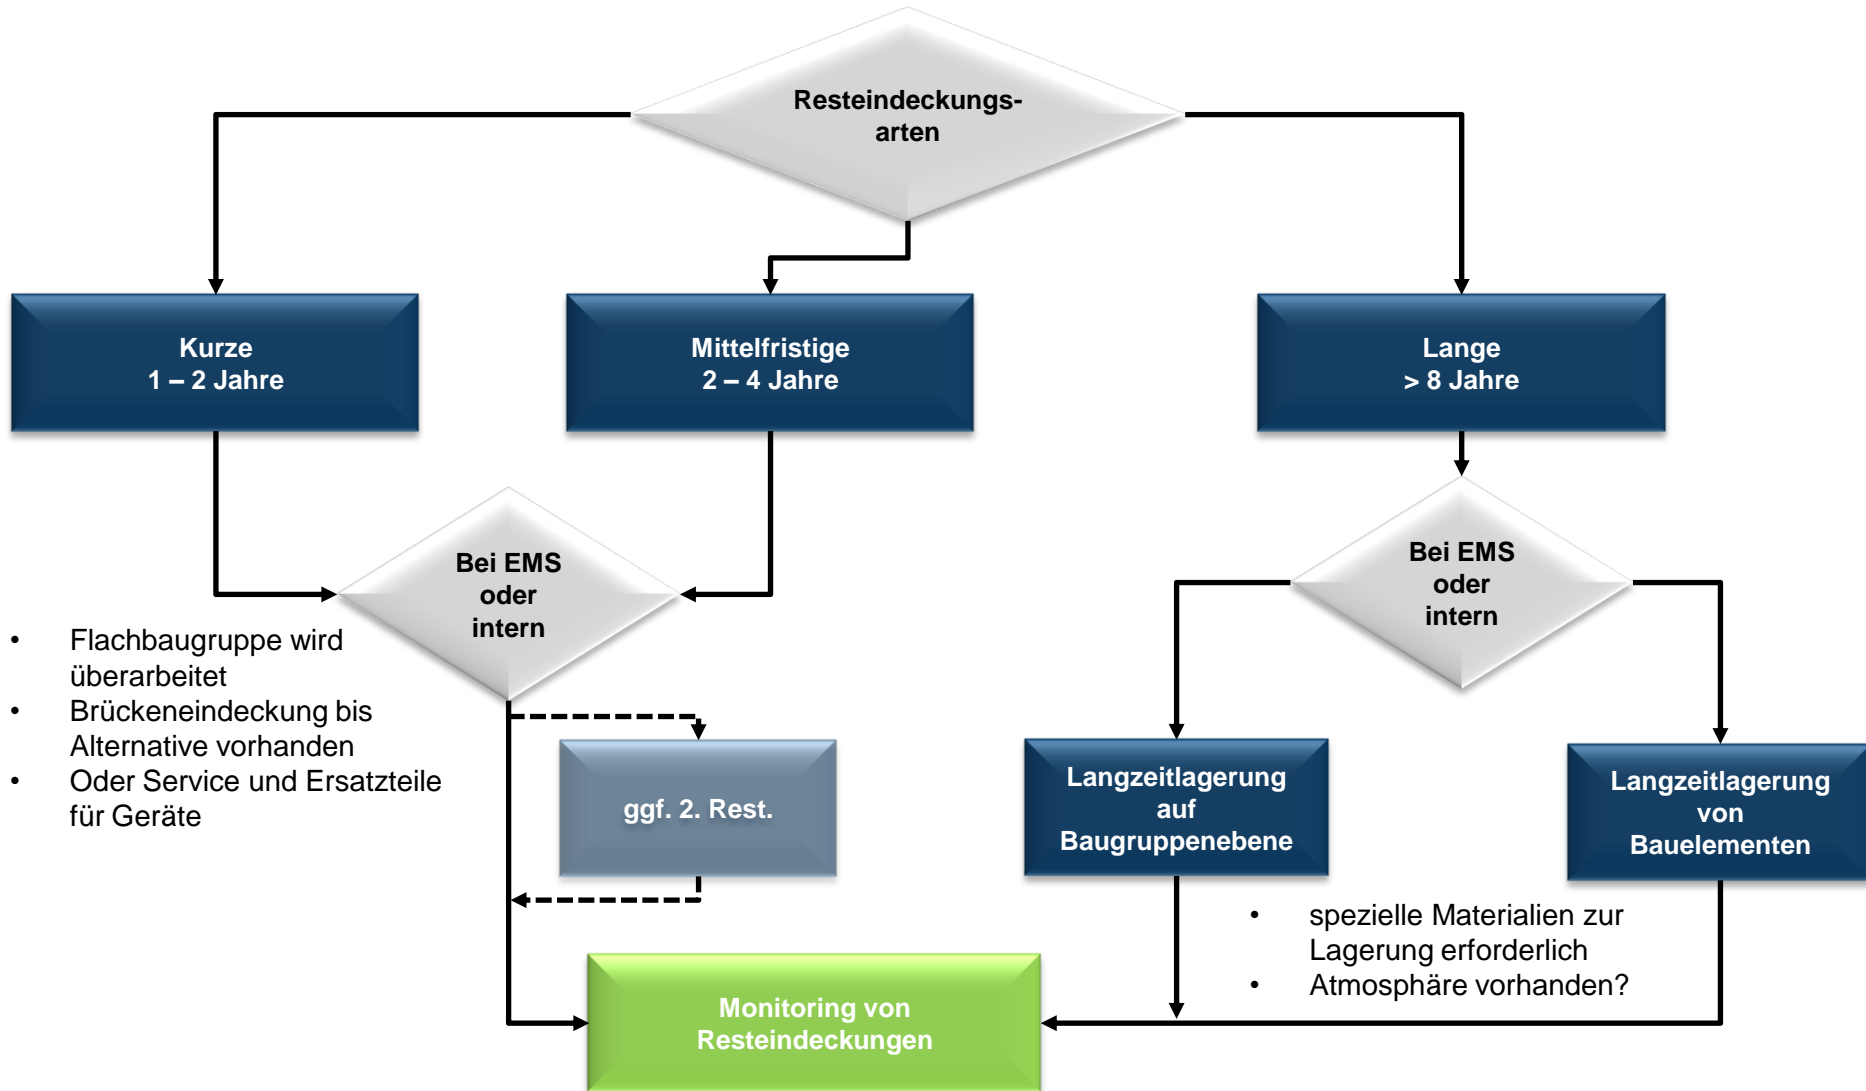 Resteindeckungs-
arten
Kurze
1 – 2 Jahre
Mittelfristige
2 – 4 Jahre
Lange
> 8 Jahre
Bei EMS
oder
intern
Bei EMS
oder
intern
• Flachbaugruppe wird
überarbeitet
• Brückeneindeckung bis
Alternative vorhanden
• Oder Service und Ersatzteile
für Geräte
ggf. 2. Rest.
Langzeitlagerung
auf
Baugruppenebene
Langzeitlagerung
von
Bauelementen
• spezielle Materialien zur
Lagerung erforderlich
• Atmosphäre vorhanden?
Monitoring von
Resteindeckungen